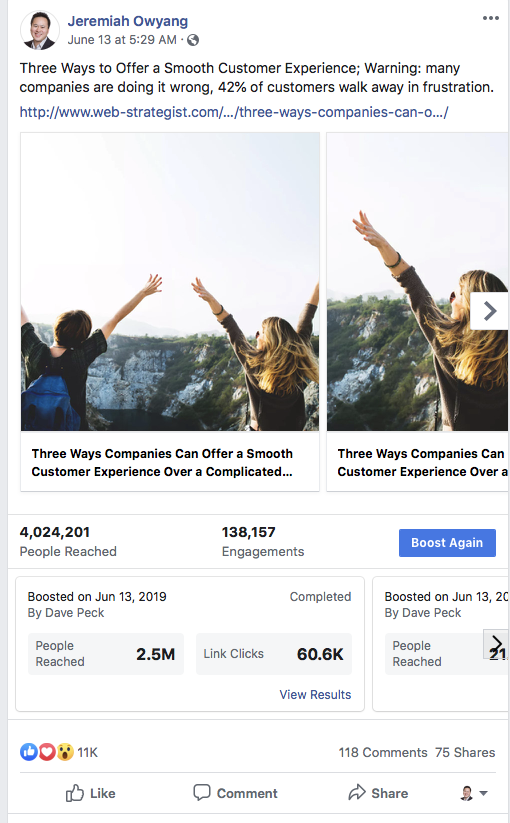 Jeremiah Owyang
June 13 at 5:29 AM ·
Three Ways to Offer a Smooth Customer Experience; Warning: many
companies are doing it wrong, 42% of customers walk away in frustration.
http://www.web-strategist.com/.../three-ways-companies-can-o.../
Three Ways Companies Can Offer a Smooth
Customer Experience Over a Complicated...
Three Ways Companies Can
Customer Experience Over a
4,024,201
People Reached
138,157
Engagements
Boost Again
Boosted on Jun 13, 2019
Completed
By Dave Peck
People
Reached
2.5M
Link Clicks
60.6K
View Results
Boosted on Jun 13, 20
By Dave Peck
People
Reached
11K
118 Comments 75 Shares
Like
Comment
Share